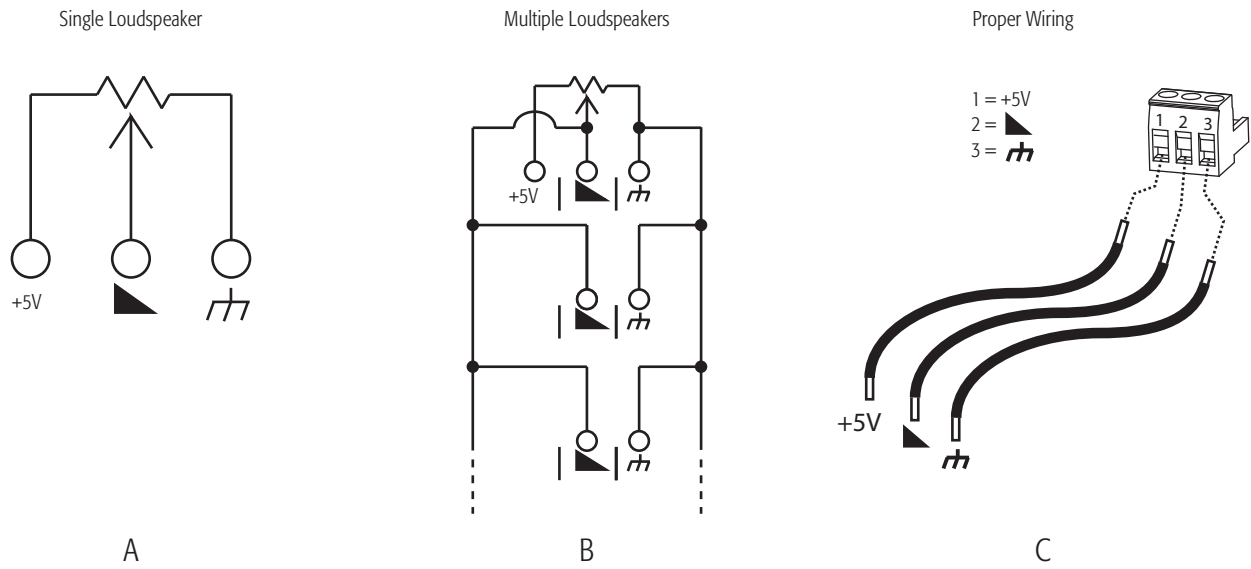 Single Loudspeaker
+5V
A
Multiple Loudspeakers
+5V
B
Proper Wiring
1 = +5V
2 =
3 =
1 2 3
+5V
C